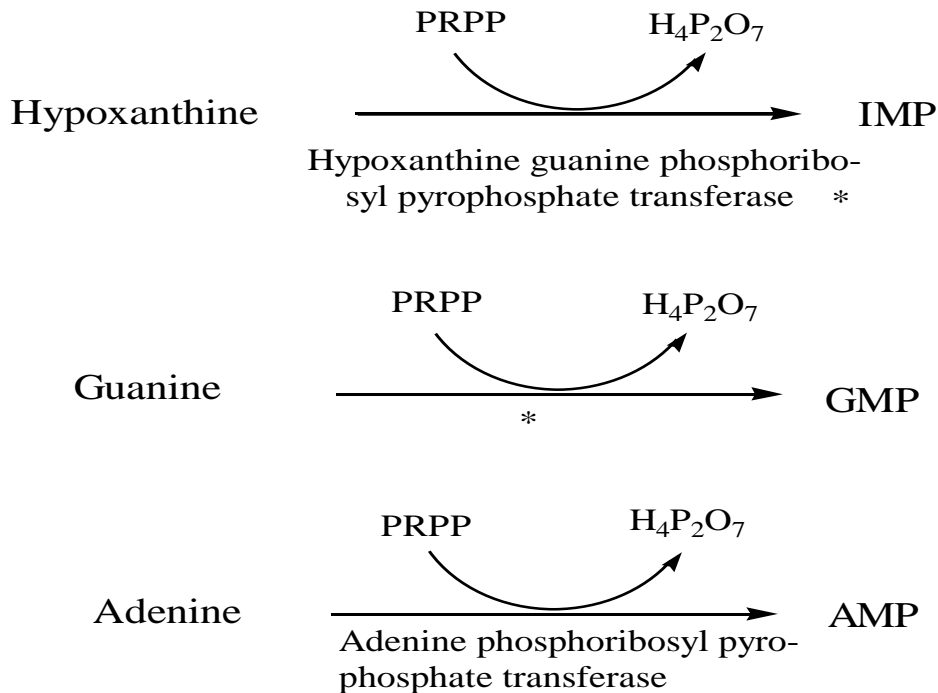 PRPP H₄P₂O₇
Hypoxanthine IMP
Hypoxanthine guanine phosphoribo-
syl pyrophosphate transferase *
PRPP H₄P₂O₇
Guanine GMP
*
PRPP H₄P₂O₇
Adenine AMP
Adenine phosphoribosyl pyro-
phosphate transferase